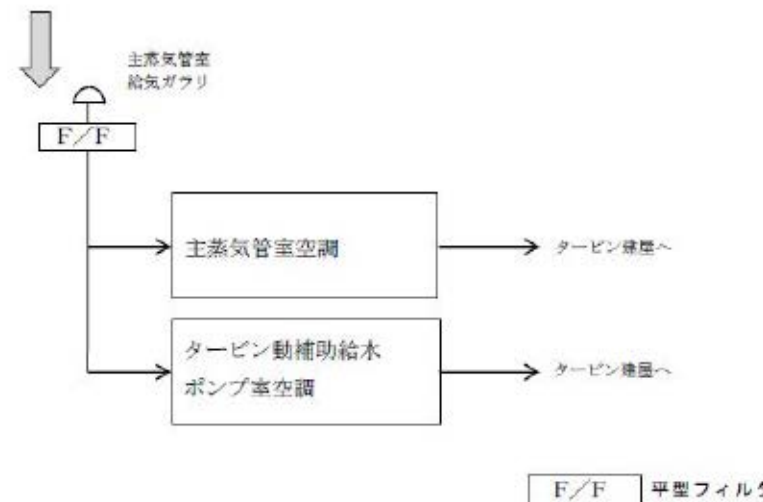 主蒸気管室
給気ガラリ
F/F
主蒸気管室空調
タービン建屋へ
タービン動補助給水
ポンプ室空調
タービン建屋へ
F/F 平型フィルタ